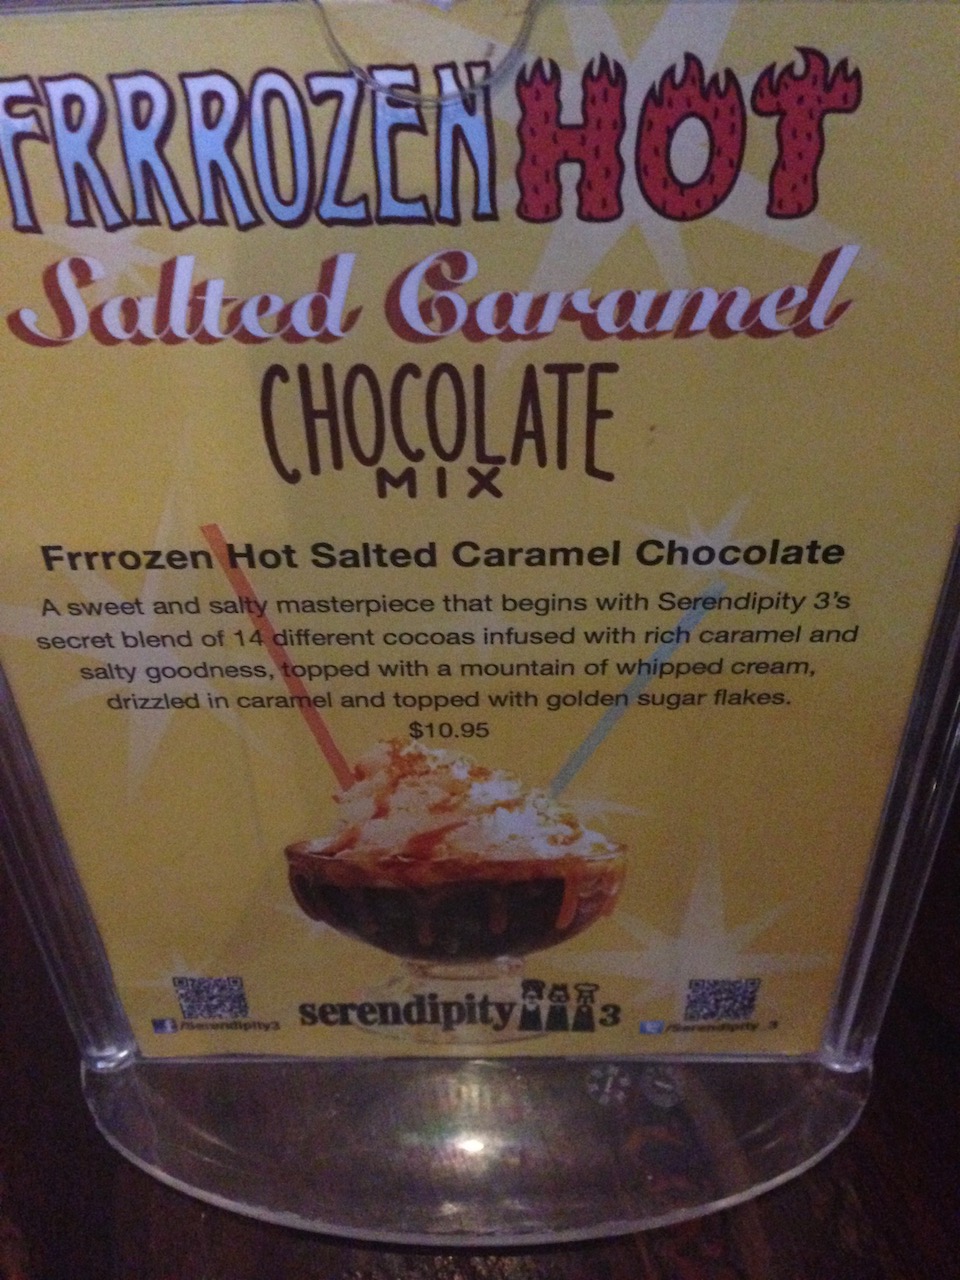 FRRROZEN HOT
Salted Caramel
CHOCOLATE
MIX
Frrrozen Hot Salted Caramel Chocolate
A sweet and salty masterpiece that begins with Serendipity 3's
secret blend of 14 different cocoas infused with rich caramel and
salty goodness, topped with a mountain of whipped cream,
drizzled in caramel and topped with golden sugar flakes.
$10.95
serendipity 3
/Serendipity3
/Serendipity_3